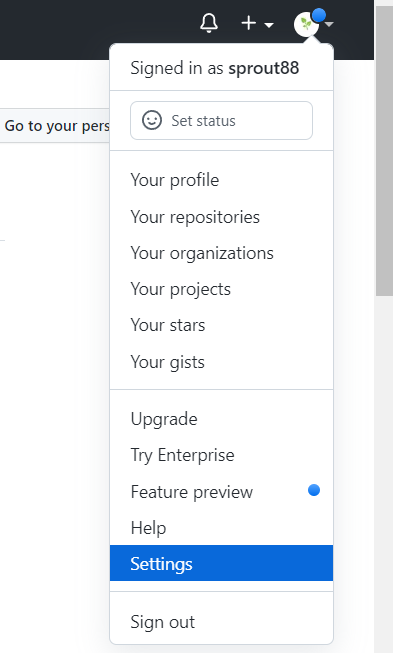 Signed in as sprout88
Set status
Go to your pers
Your profile
Your repositories
Your organizations
Your projects
Your stars
Your gists
Upgrade
Try Enterprise
Feature preview
Help
Settings
Sign out